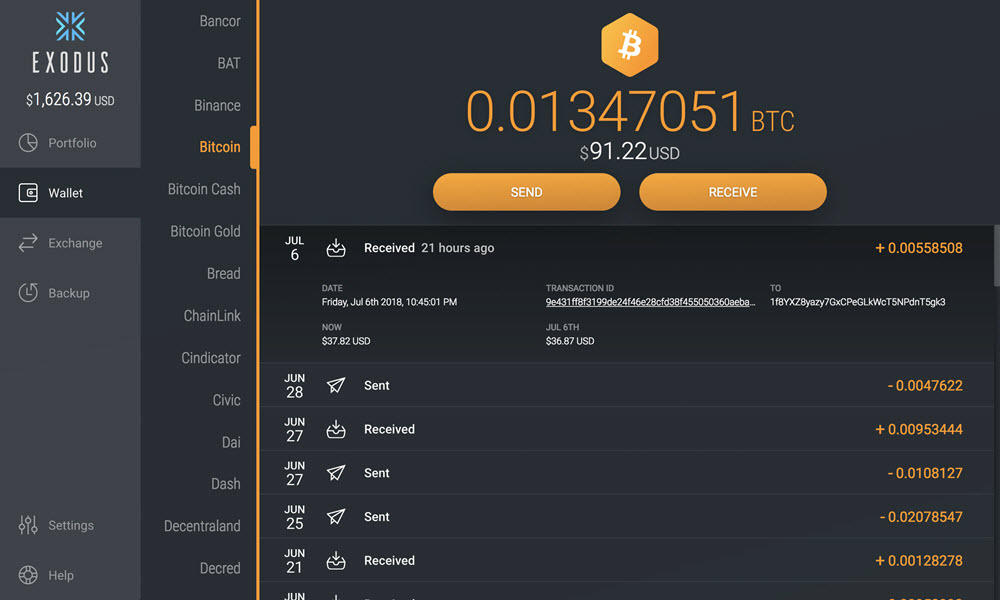 EXODUS
$1,626.39 USD
Portfolio
Wallet
Exchange
Backup
Settings
Help
Bancor
BAT
Binance
Bitcoin
Bitcoin Cash
Bitcoin Gold
Bread
ChainLink
Cindicator
Civic
Dai
Dash
Decentraland
Decred
0.01347051 BTC
$91.22 USD
SEND RECEIVE
JUL 6 Received 21 hours ago + 0.00558508
DATE TRANSACTION ID TO
Friday, Jul 6th 2018, 10:45:01 PM 9e431ff8f3199de24f46e28cfd38f455050360aeba... 1f8YXZ8yazy7GxCPeGLkWcT5NPdnT5gk3
NOW JUL 6TH
$37.82 USD $36.87 USD
JUN 28 Sent - 0.0047622
JUN 27 Received + 0.00953444
JUN 27 Sent - 0.0108127
JUN 25 Sent - 0.02078547
JUN 21 Received + 0.00128278
JUN